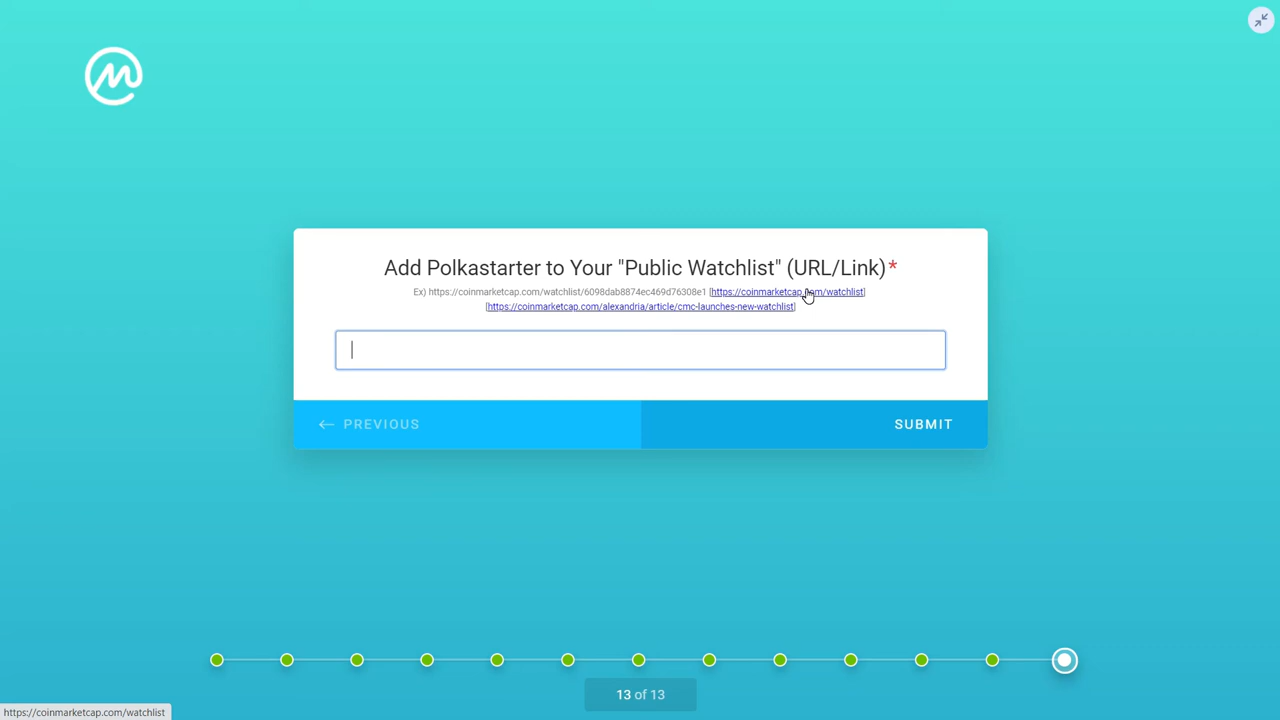 Add Polkastarter to Your "Public Watchlist" (URL/Link)*
Ex) https://coinmarketcap.com/watchlist/6098dab8874ec469d76308e1 [https://coinmarketcap.com/watchlist]
[https://coinmarketcap.com/alexandria/article/cmc-launches-new-watchlist]
← PREVIOUS
SUBMIT
13 of 13
https://coinmarketcap.com/watchlist